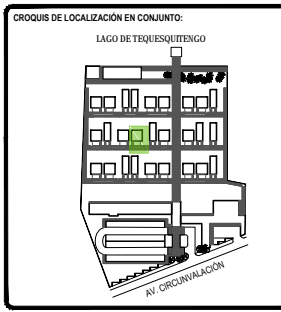 CROQUIS DE LOCALIZACIÓN EN CONJUNTO:
LAGO DE TEQUESQUITENGO
AV. CIRCUNVALACIÓN